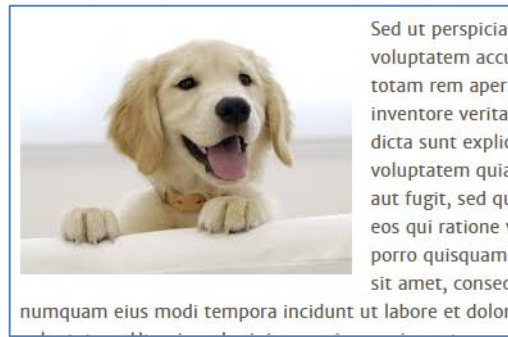 Sed ut perspicia
voluptatem accu
totam rem aper
inventore verita
dicta sunt explic
voluptatem quia
aut fugit, sed qu
eos qui ratione v
porro quisquam
sit amet, consec
numquam eius modi tempora incidunt ut labore et dolor